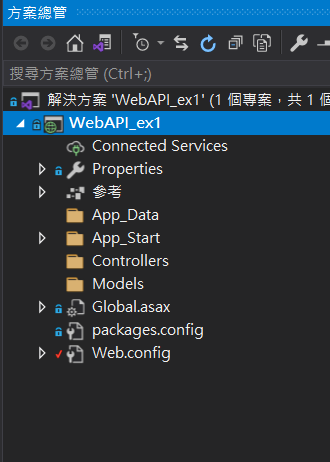 方案總管
搜尋方案總管 (Ctrl+;)
解決方案 'WebAPI_ex1' (1 個專案，共 1 個
WebAPI_ex1
Connected Services
Properties
參考
App_Data
App_Start
Controllers
Models
Global.asax
packages.config
Web.config